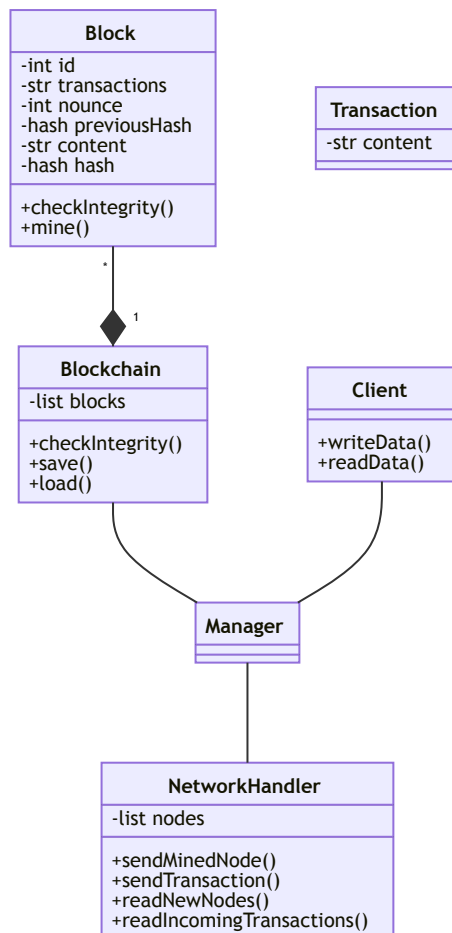 Block
-int id
-str transactions
-int nounce
-hash previousHash
-str content
-hash hash
+checkIntegrity()
+mine()
Transaction
-str content
*
1
Blockchain
-list blocks
+checkIntegrity()
+save()
+load()
Client
+writeData()
+readData()
Manager
NetworkHandler
-list nodes
+sendMinedNode()
+sendTransaction()
+readNewNodes()
+readIncomingTransactions()